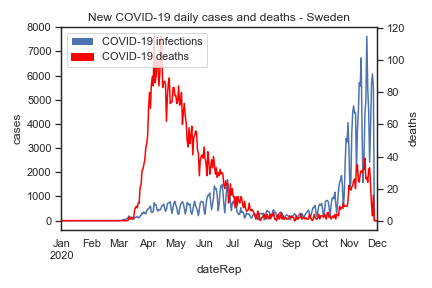 New COVID-19 daily cases and deaths - Sweden
COVID-19 infections
COVID-19 deaths
8000
7000
6000
5000
4000
3000
2000
1000
0
cases
120
100
80
60
40
20
0
deaths
Jan Feb Mar Apr May Jun Jul Aug Sep Oct Nov Dec
2020
dateRep